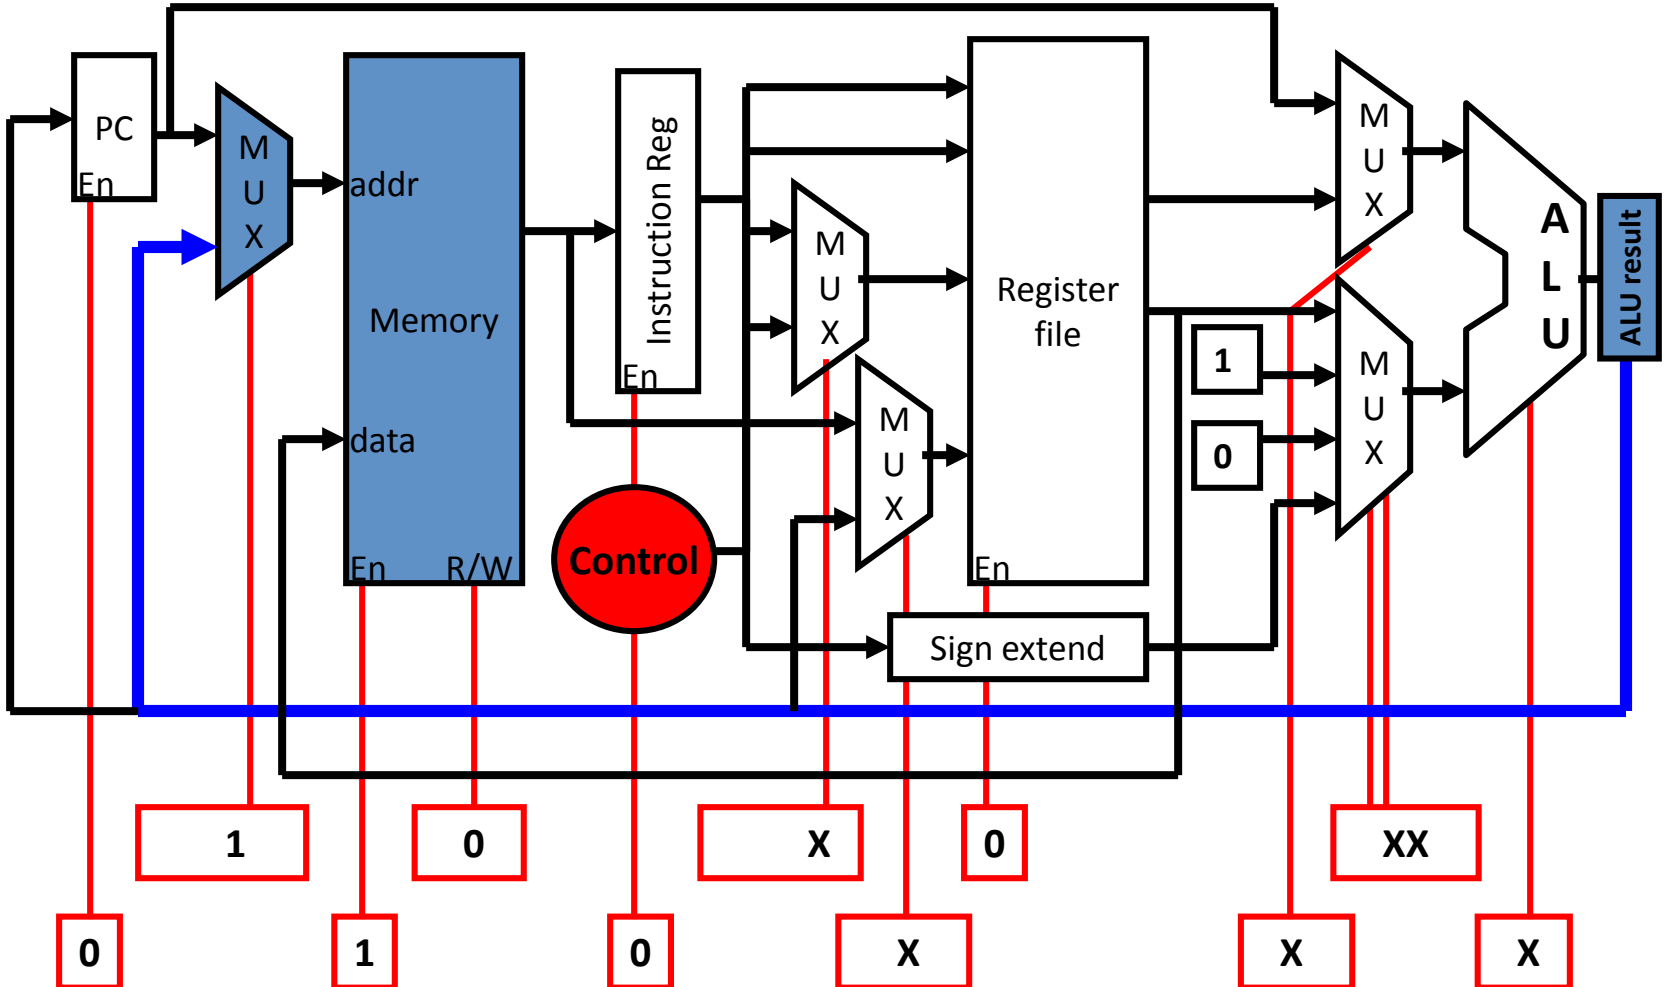 PC
En
M
U
X
addr
Memory
data
En
R/W
Instruction Reg
En
Control
M
U
X
M
U
X
Register
file
En
Sign extend
1
0
M
U
X
M
U
X
A
L
U
ALU result
1
0
X
0
XX
0
1
0
X
X
X